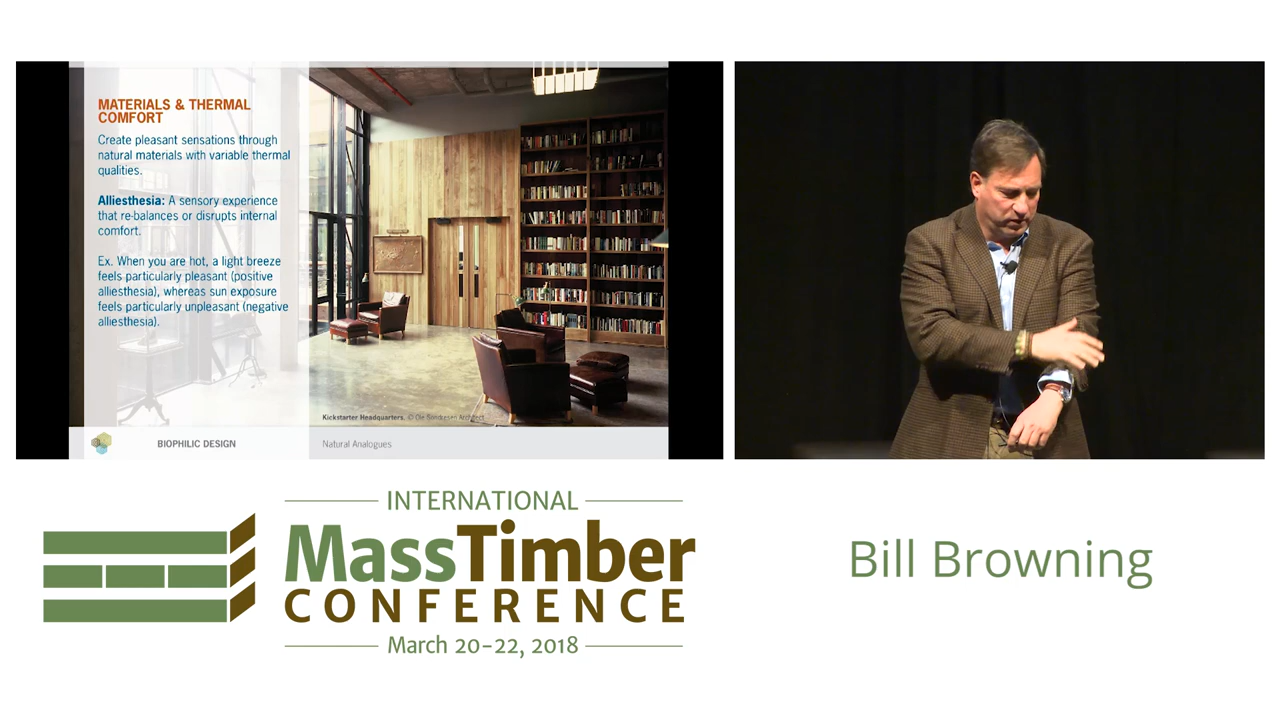 MATERIALS & THERMAL
COMFORT
Create pleasant sensations through
natural materials with variable thermal
qualities.
Alliesthesia: A sensory experience
that re-balances or disrupts internal
comfort.
Ex. When you are hot, a light breeze
feels particularly pleasant (positive
alliesthesia), whereas sun exposure
feels particularly unpleasant (negative
alliesthesia).
Kickstarter Headquarters. © Ole Sondresen Architect
BIOPHILIC DESIGN
Natural Analogues
INTERNATIONAL
MassTimber
CONFERENCE
March 20-22, 2018
Bill Browning